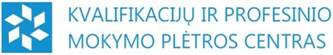 KVALIFIKACIJŲ IR PROFESINIO
MOKYMO PLĖTROS CENTRAS